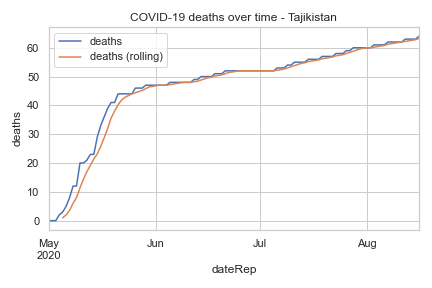 COVID-19 deaths over time - Tajikistan
deaths
deaths (rolling)
60
50
40
30
20
10
0
deaths
May
2020
Jun
Jul
Aug
dateRep